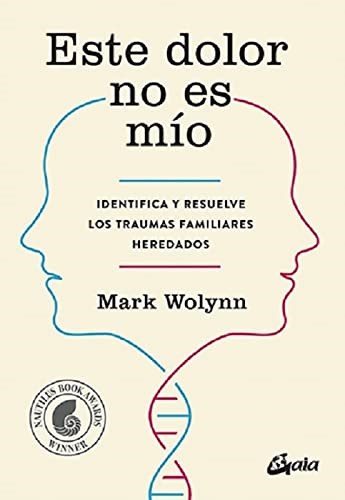 Este dolor
no es
mío
IDENTIFICA Y RESUELVE
LOS TRAUMAS FAMILIARES
HEREDADOS
Mark Wolynn
NAUTILUS BOOK AWARDS
WINNER
Gaia